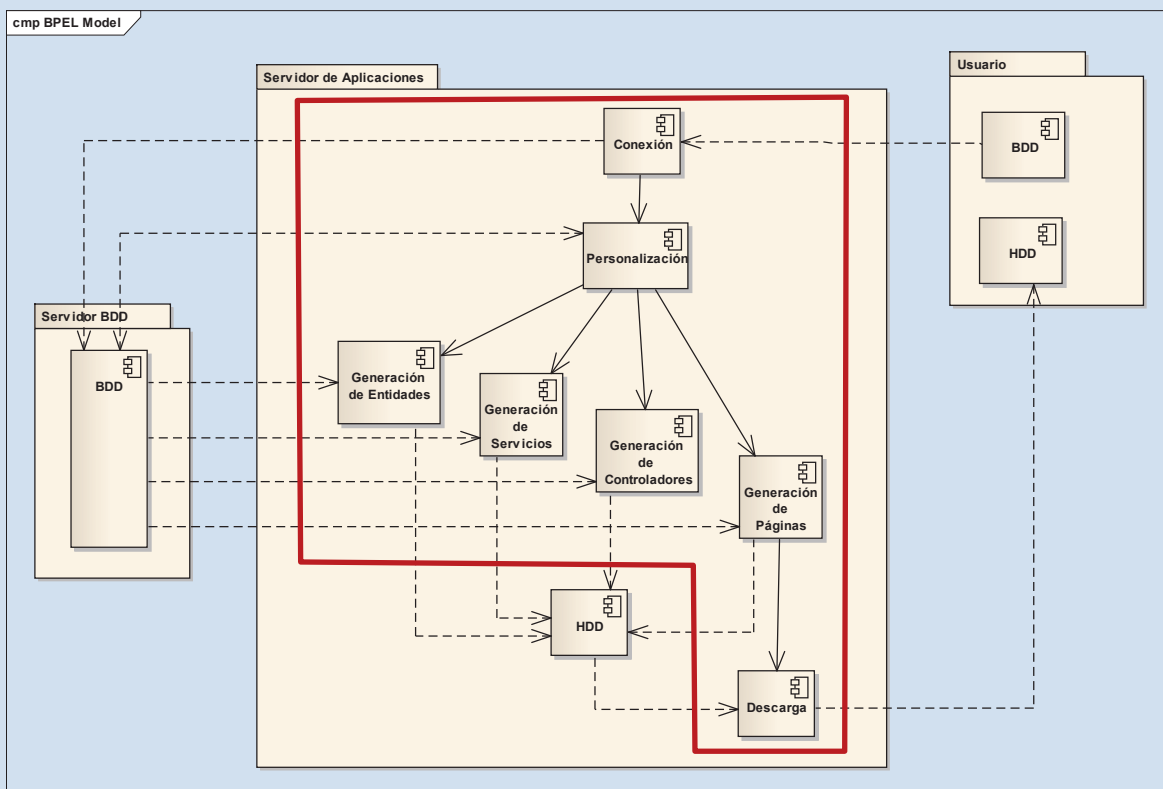 cmp BPEL Model
Servidor de Aplicaciones
Usuario
Conexión
BDD
Personalización
HDD
Servidor BDD
BDD
Generación
de Entidades
Generación
de
Servicios
Generación
de
Controladores
Generación
de
Páginas
HDD
Descarga